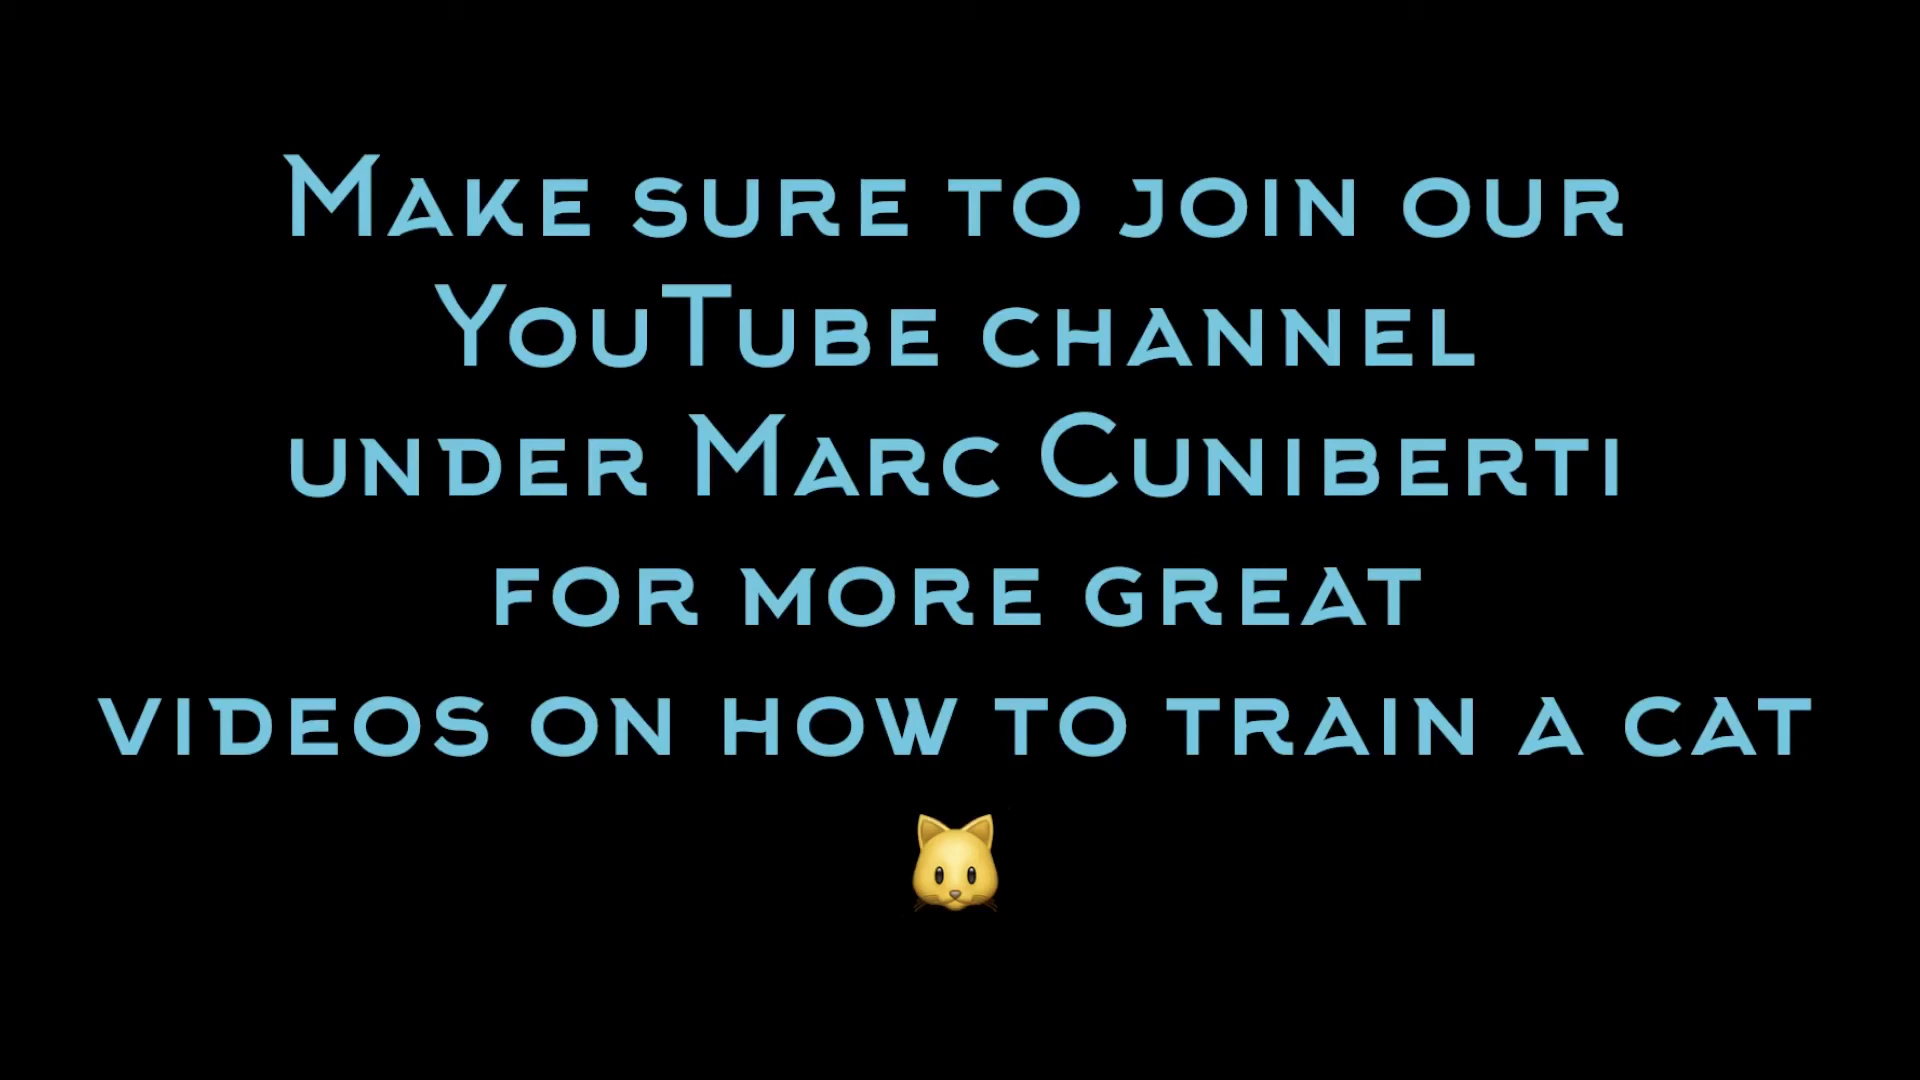 Make sure to join our
YouTube channel
under Marc Cuniberti
for more great
videos on how to train a cat
🐱